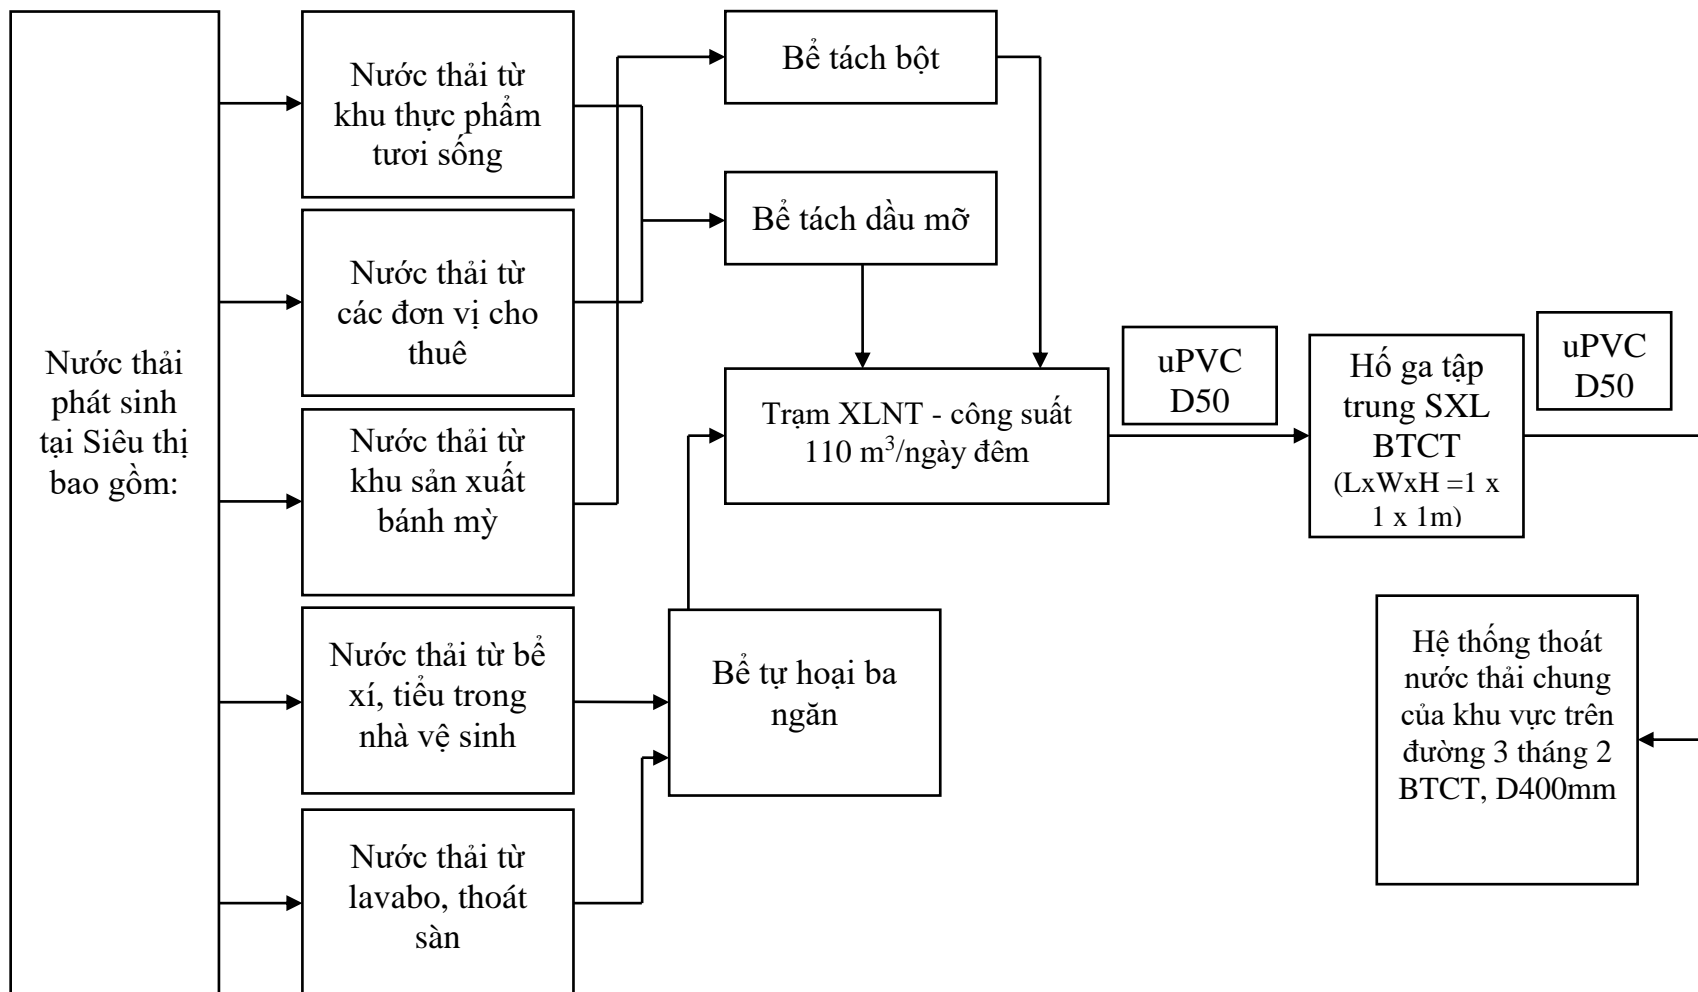 Nước thải
phát sinh
tại Siêu thị
bao gồm:
Nước thải từ
khu thực phẩm
tươi sống
Nước thải từ
các đơn vị cho
thuê
Nước thải từ
khu sản xuất
bánh mỳ
Nước thải từ bể
xí, tiểu trong
nhà vệ sinh
Nước thải từ
lavabo, thoát
sàn
Bể tách bột
Bể tách dầu mỡ
Trạm XLNT - công suất
110 m³/ngày đêm
Bể tự hoại ba
ngăn
uPVC
D50
Hố ga tập
trung SXL
BTCT
(LxWxH =1 x
1 x 1m)
uPVC
D50
Hệ thống thoát
nước thải chung
của khu vực trên
đường 3 tháng 2
BTCT, D400mm